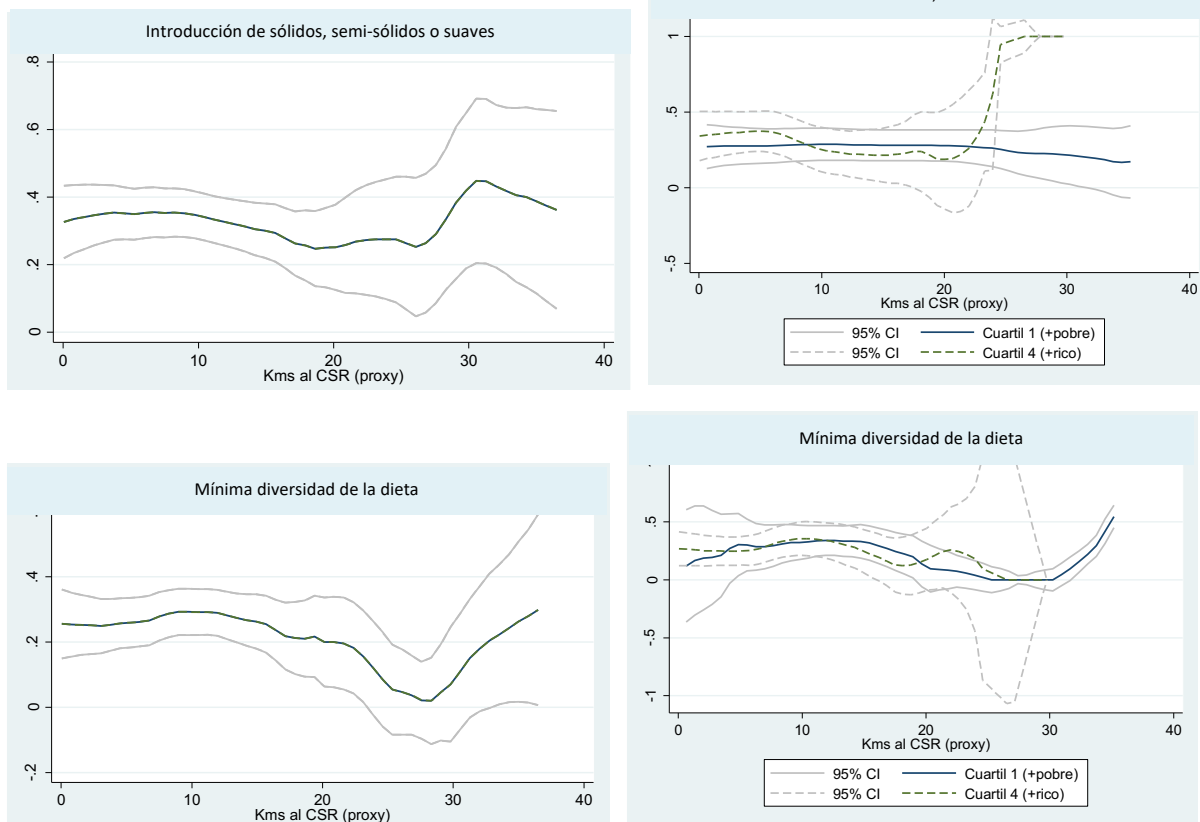 Introducción de sólidos, semi-sólidos o suaves
.8
.6
.4
.2
0
0 10 20 30 40
Kms al CSR (proxy)
1
.5
0
-.5
0 10 20 30 40
Kms al CSR (proxy)
95% CI Cuartil 1 (+pobre)
95% CI Cuartil 4 (+rico)
Mínima diversidad de la dieta
.4
.2
0
-.2
0 10 20 30 40
Kms al CSR (proxy)
Mínima diversidad de la dieta
.5
0
-.5
-1
0 10 20 30 40
Kms al CSR (proxy)
95% CI Cuartil 1 (+pobre)
95% CI Cuartil 4 (+rico)